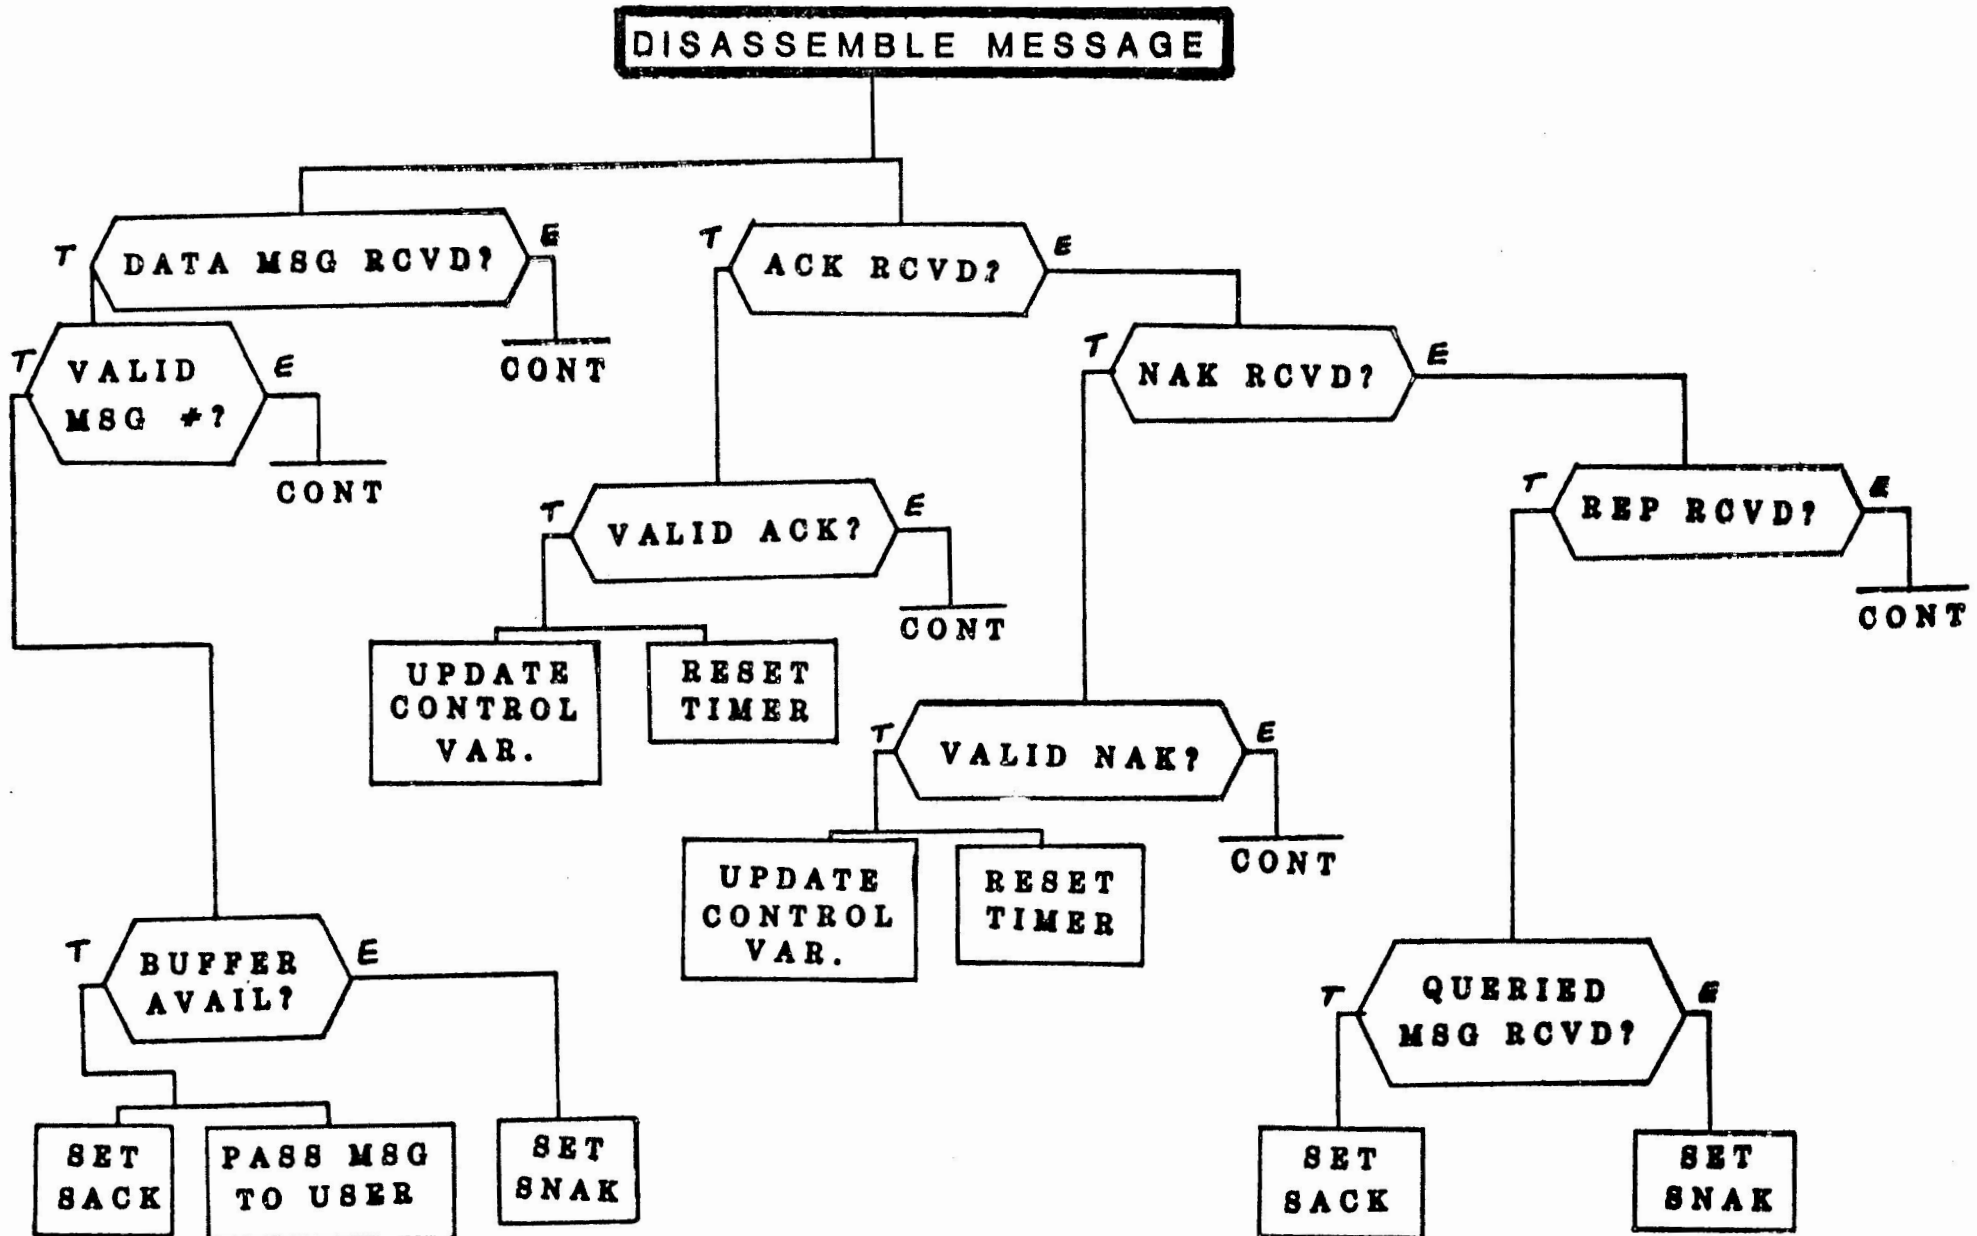 DISASSEMBLE MESSAGE
T
DATA MSG RCVD?
E
CONT
T
VALID
MSG #?
E
CONT
T
ACK RCVD?
E
T
NAK RCVD?
E
T
REP RCVD?
E
CONT
T
VALID ACK?
E
CONT
UPDATE
CONTROL
VAR.
RESET
TIMER
T
VALID NAK?
E
CONT
UPDATE
CONTROL
VAR.
RESET
TIMER
T
BUFFER
AVAIL?
E
SET
SACK
PASS MSG
TO USER
SET
SNAK
T
QUERIED
MSG RCVD?
E
SET
SACK
SET
SNAK